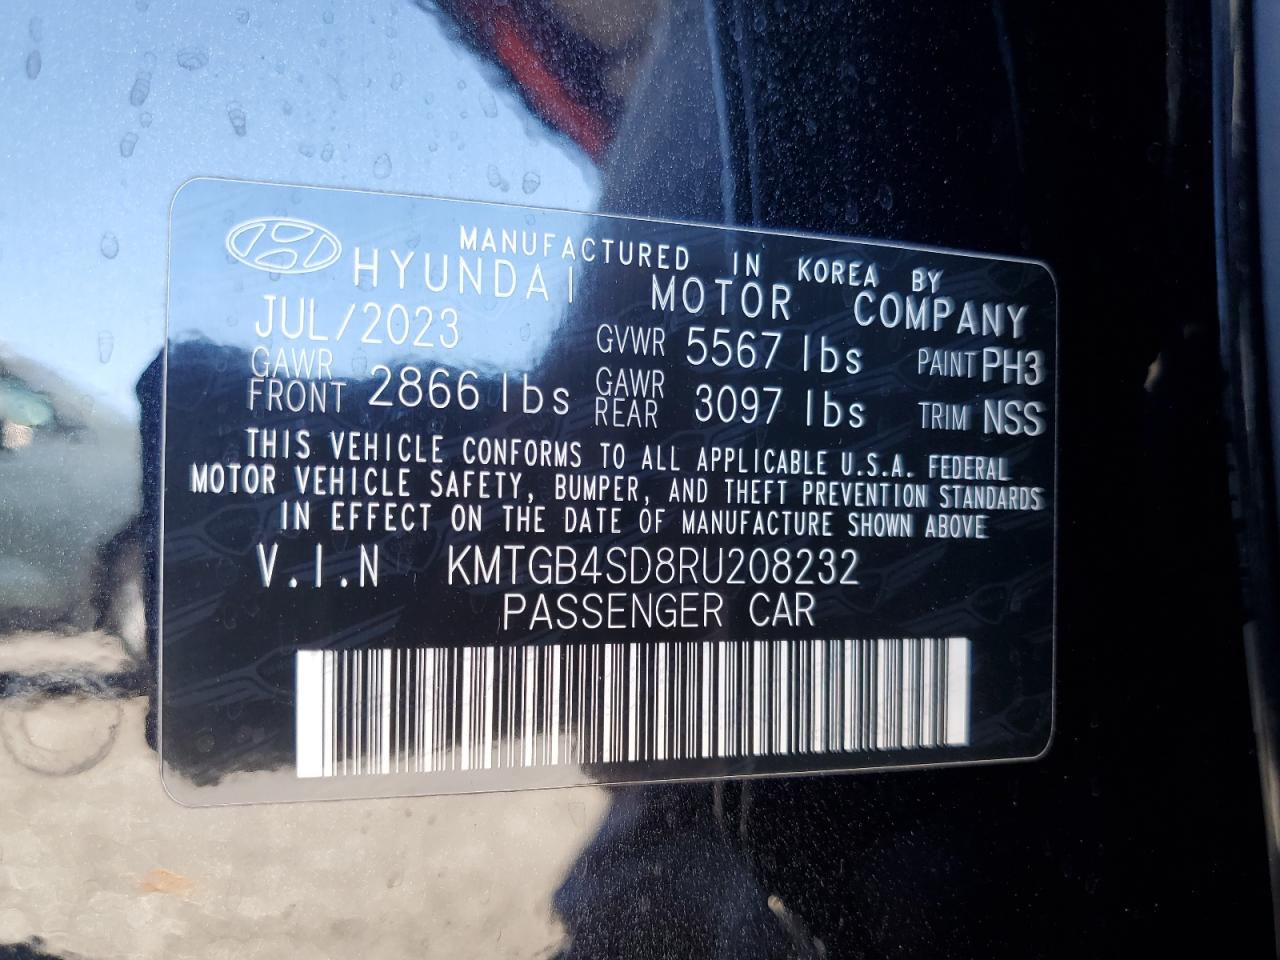 MANUFACTURED IN KOREA BY
HYUNDAI MOTOR COMPANY
JUL/2023 GVWR 5567 lbs PAINT PH3
GAWR FRONT 2866 lbs GAWR REAR 3097 lbs TRIM NSS
THIS VEHICLE CONFORMS TO ALL APPLICABLE U.S.A. FEDERAL
MOTOR VEHICLE SAFETY, BUMPER, AND THEFT PREVENTION STANDARDS
IN EFFECT ON THE DATE OF MANUFACTURE SHOWN ABOVE
V.I.N KMTGB4SD8RU208232
PASSENGER CAR